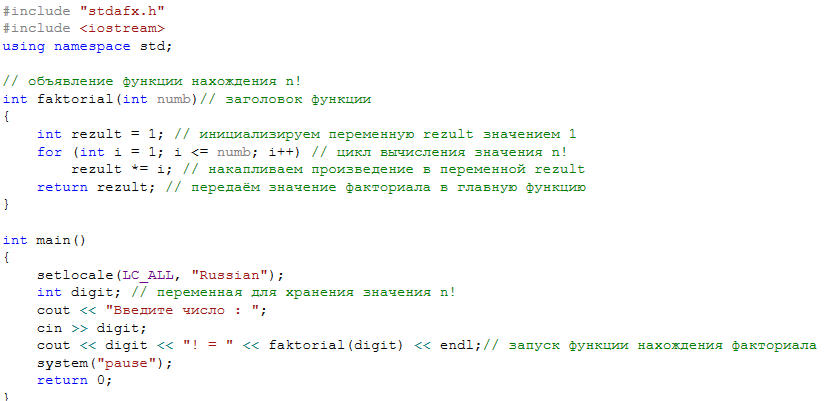 #include "stdafx.h"
#include <iostream>
using namespace std;

// объявление функции нахождения n!
int faktorial(int numb)// заголовок функции
{
    int rezult = 1; // инициализируем переменную rezult значением 1
    for (int i = 1; i <= numb; i++) // цикл вычисления значения n!
        rezult *= i; // накапливаем произведение в переменной rezult
    return rezult; // передаём значение факториала в главную функцию
}

int main()
{
    setlocale(LC_ALL, "Russian");
    int digit; // переменная для хранения значения n!
    cout << "Введите число : ";
    cin >> digit;
    cout << digit << "! = " << faktorial(digit) << endl;// запуск функции нахождения факториала
    system("pause");
    return 0;
}